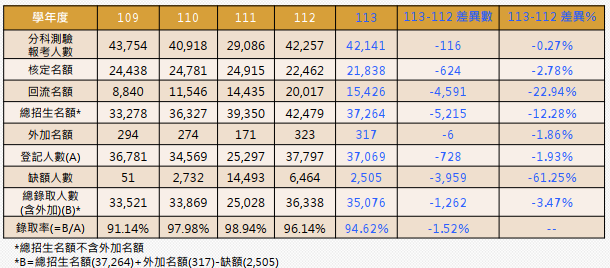 學年度 109 110 111 112 113 113-112 差異數 113-112 差異%
分科測驗
報考人數 43,754 40,918 29,086 42,257 42,141 -116 -0.27%
核定名額 24,438 24,781 24,915 22,462 21,838 -624 -2.78%
回流名額 8,840 11,546 14,435 20,017 15,426 -4,591 -22.94%
總招生名額* 33,278 36,327 39,350 42,479 37,264 -5,215 -12.28%
外加名額 294 274 171 323 317 -6 -1.86%
登記人數(A) 36,781 34,569 25,297 37,797 37,069 -728 -1.93%
缺額人數 51 2,732 14,493 6,464 2,505 -3,959 -61.25%
總錄取人數
(含外加)(B)* 33,521 33,869 25,028 36,338 35,076 -1,262 -3.47%
錄取率(=B/A) 91.14% 97.98% 98.94% 96.14% 94.62% -1.52% --
*總招生名額不含外加名額
*B=總招生名額(37,264)+外加名額(317)-缺額(2,505)